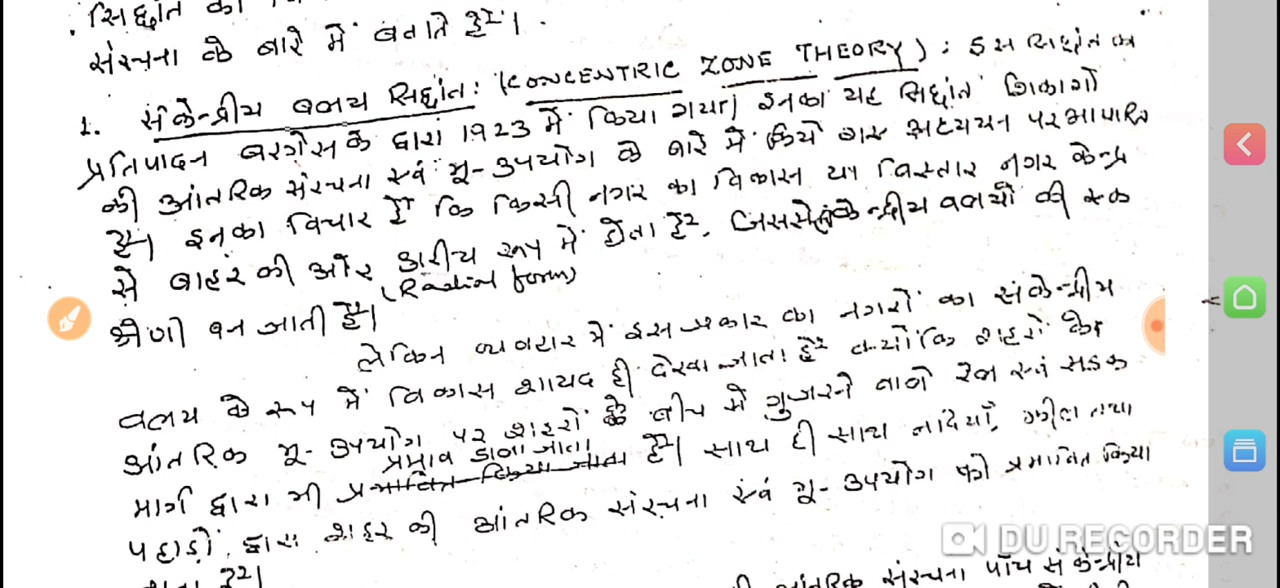 सिद्धांत की
संरचना के बारे में बताते है।
1. संकेन्द्रीय वलय सिद्धांत: (CONCENTRIC ZONE THEORY) : इस सिद्धांत का
प्रतिपादन बरगेस के द्वारा 1923 में किया गया। इनका यह सिद्धांत शिकागो
की आंतरिक संरचना एवं भू-उपयोग के बारे में किये गए अध्ययन पर आधारित
है। इनका विचार है कि किसी नगर का विकास या विस्तार नगर केन्द्र
से बाहर की ओर अरीय रूप में होता है, जिससे संकेन्द्रीय वलयों की एक
(Radial form)
श्रेणी बन जाती है।
लेकिन व्यवहार में इस प्रकार का नगरों का संकेन्द्रीय
वलय के रूप में विकास शायद ही देखा जाता है क्योंकि शहरों के
आंतरिक भू-उपयोग पर शहरों के बीच में गुजरने वाले रेल एवं सड़क
प्रभाव डाला जाता
मार्ग द्वारा भी प्रभावित किया जाता है। साथ ही साथ नदियाँ, झील तथा
पहाड़ों द्वारा शहर की आंतरिक संरचना एवं भू-उपयोग को प्रभावित किया
है।
आंतरिक संरचना पाँच संकेन्द्रीय
DU RECORDER